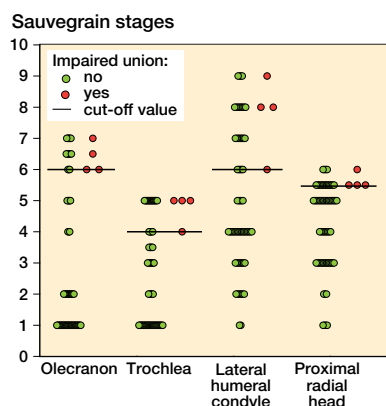 Sauvegrain stages
10
9
8
7
6
5
4
3
2
1
0
Impaired union:
no
yes
cut-off value
Olecranon Trochlea Lateral humeral condyle Proximal radial head